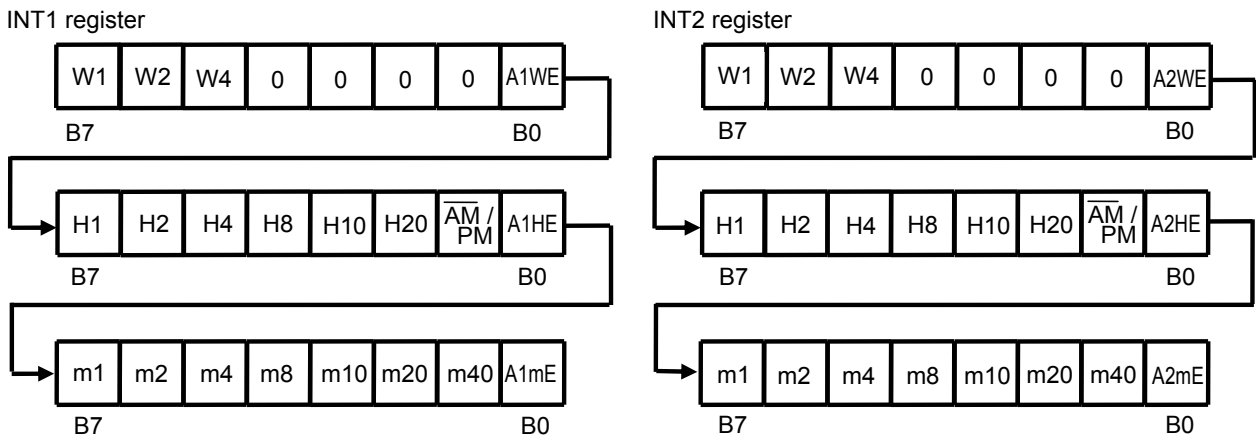 INT1 register
W1 W2 W4 0 0 0 0 A1WE
B7 B0
H1 H2 H4 H8 H10 H20 AM / PM A1HE
B7 B0
m1 m2 m4 m8 m10 m20 m40 A1mE
B7 B0
INT2 register
W1 W2 W4 0 0 0 0 A2WE
B7 B0
H1 H2 H4 H8 H10 H20 AM / PM A2HE
B7 B0
m1 m2 m4 m8 m10 m20 m40 A2mE
B7 B0